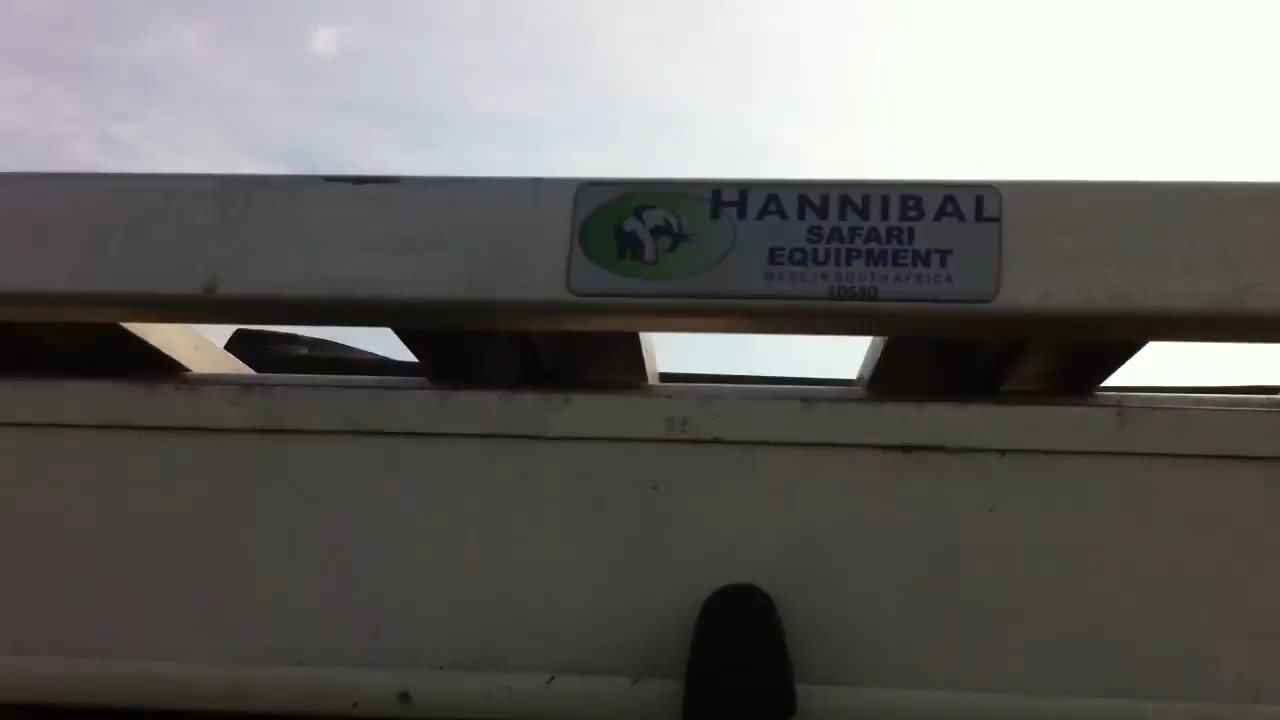 HANNIBAL
SAFARI
EQUIPMENT
MADE IN SOUTH AFRICA